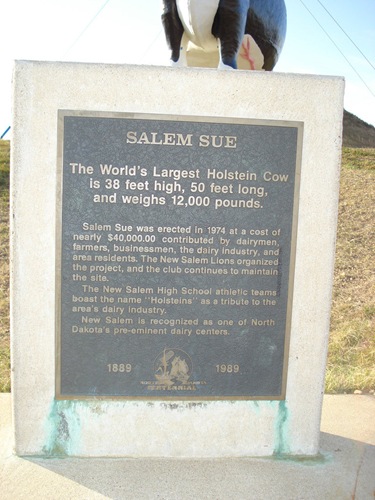 SALEM SUE
The World's Largest Holstein Cow
is 38 feet high, 50 feet long,
and weighs 12,000 pounds.
Salem Sue was erected in 1974 at a cost of
nearly $40,000.00 contributed by dairymen,
farmers, businessmen, the dairy industry, and
area residents. The New Salem Lions organized
the project, and the club continues to maintain
the site.
The New Salem High School athletic teams
boast the name "Holsteins" as a tribute to the
area's dairy industry.
New Salem is recognized as one of North
Dakota's pre-eminent dairy centers.
1889 1989
CENTENNIAL